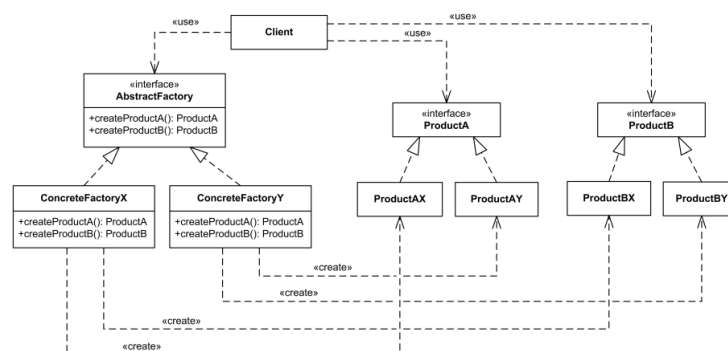 «use»
Client
«use»
«use»
«interface»
AbstractFactory
+createProductA(): ProductA
+createProductB(): ProductB
«interface»
ProductA
«interface»
ProductB
ConcreteFactoryX
+createProductA(): ProductA
+createProductB(): ProductB
ConcreteFactoryY
+createProductA(): ProductA
+createProductB(): ProductB
ProductAX
ProductAY
ProductBX
ProductBY
«create»
«create»
«create»
«create»